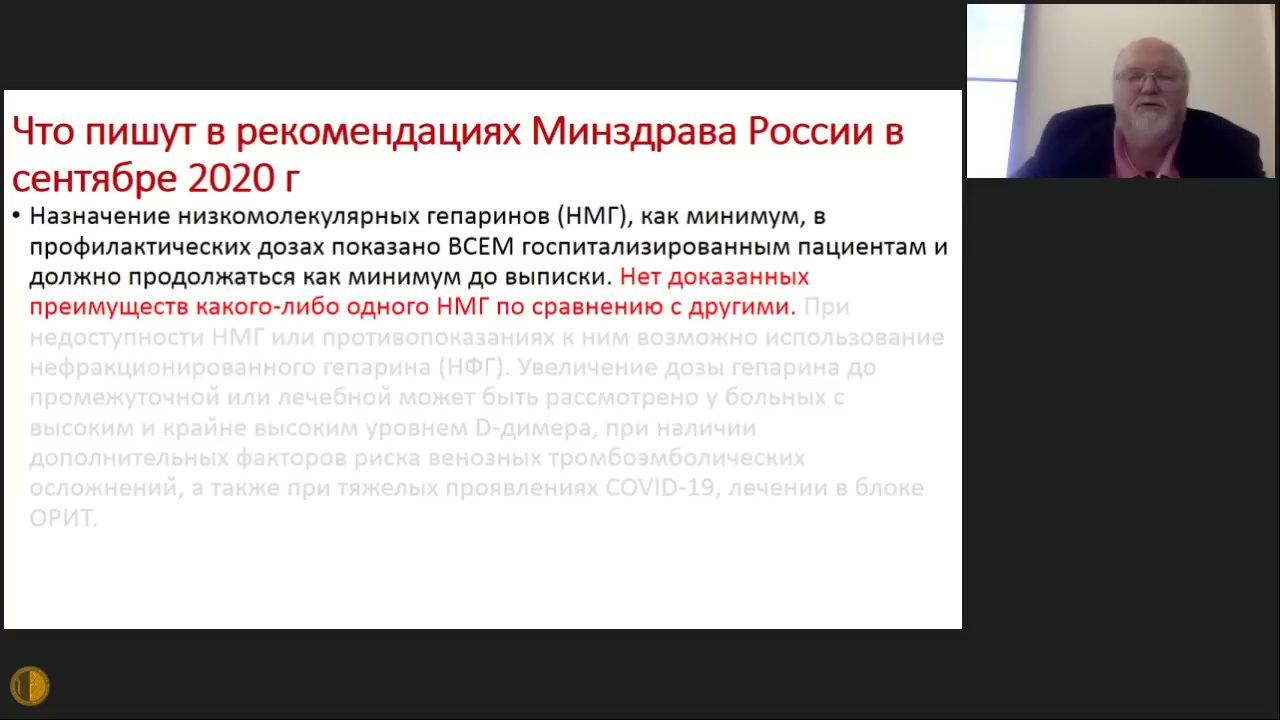 Что пишут в рекомендациях Минздрава России в
сентябре 2020 г
• Назначение низкомолекулярных гепаринов (НМГ), как минимум, в
профилактических дозах показано ВСЕМ госпитализированным пациентам и
должно продолжаться как минимум до выписки. Нет доказанных
преимуществ какого-либо одного НМГ по сравнению с другими. При
недоступности НМГ или противопоказаниях к ним возможно использование
нефракционированного гепарина (НФГ). Увеличение дозы гепарина до
промежуточной или лечебной может быть рассмотрено у больных с
высоким и крайне высоким уровнем D-димера, при наличии
дополнительных факторов риска венозных тромбоэмболических
осложнений, а также при тяжелых проявлениях COVID-19, лечении в блоке
ОРИТ.